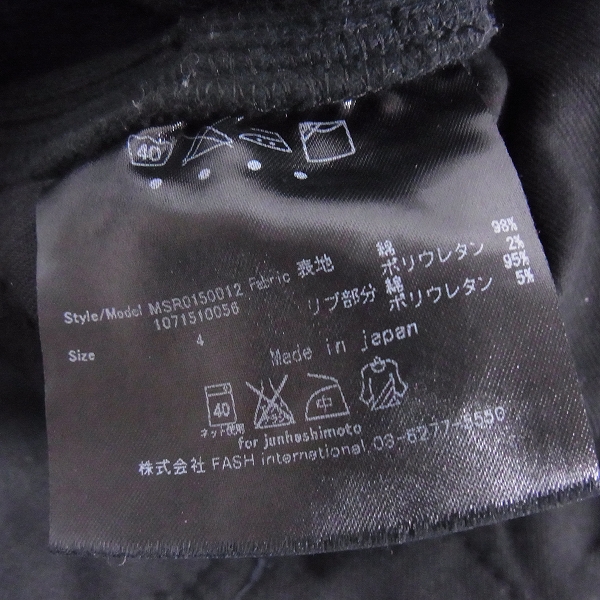 40
Style/Model MSR0150012 Fabric 表地 綿 98%
1071510056 ポリウレタン 2%
リブ部分 綿 95%
ポリウレタン 5%
Size 4
Made in japan
40 中
ネット使用
for junhashimoto
株式会社 FASH international 03-6277-5550